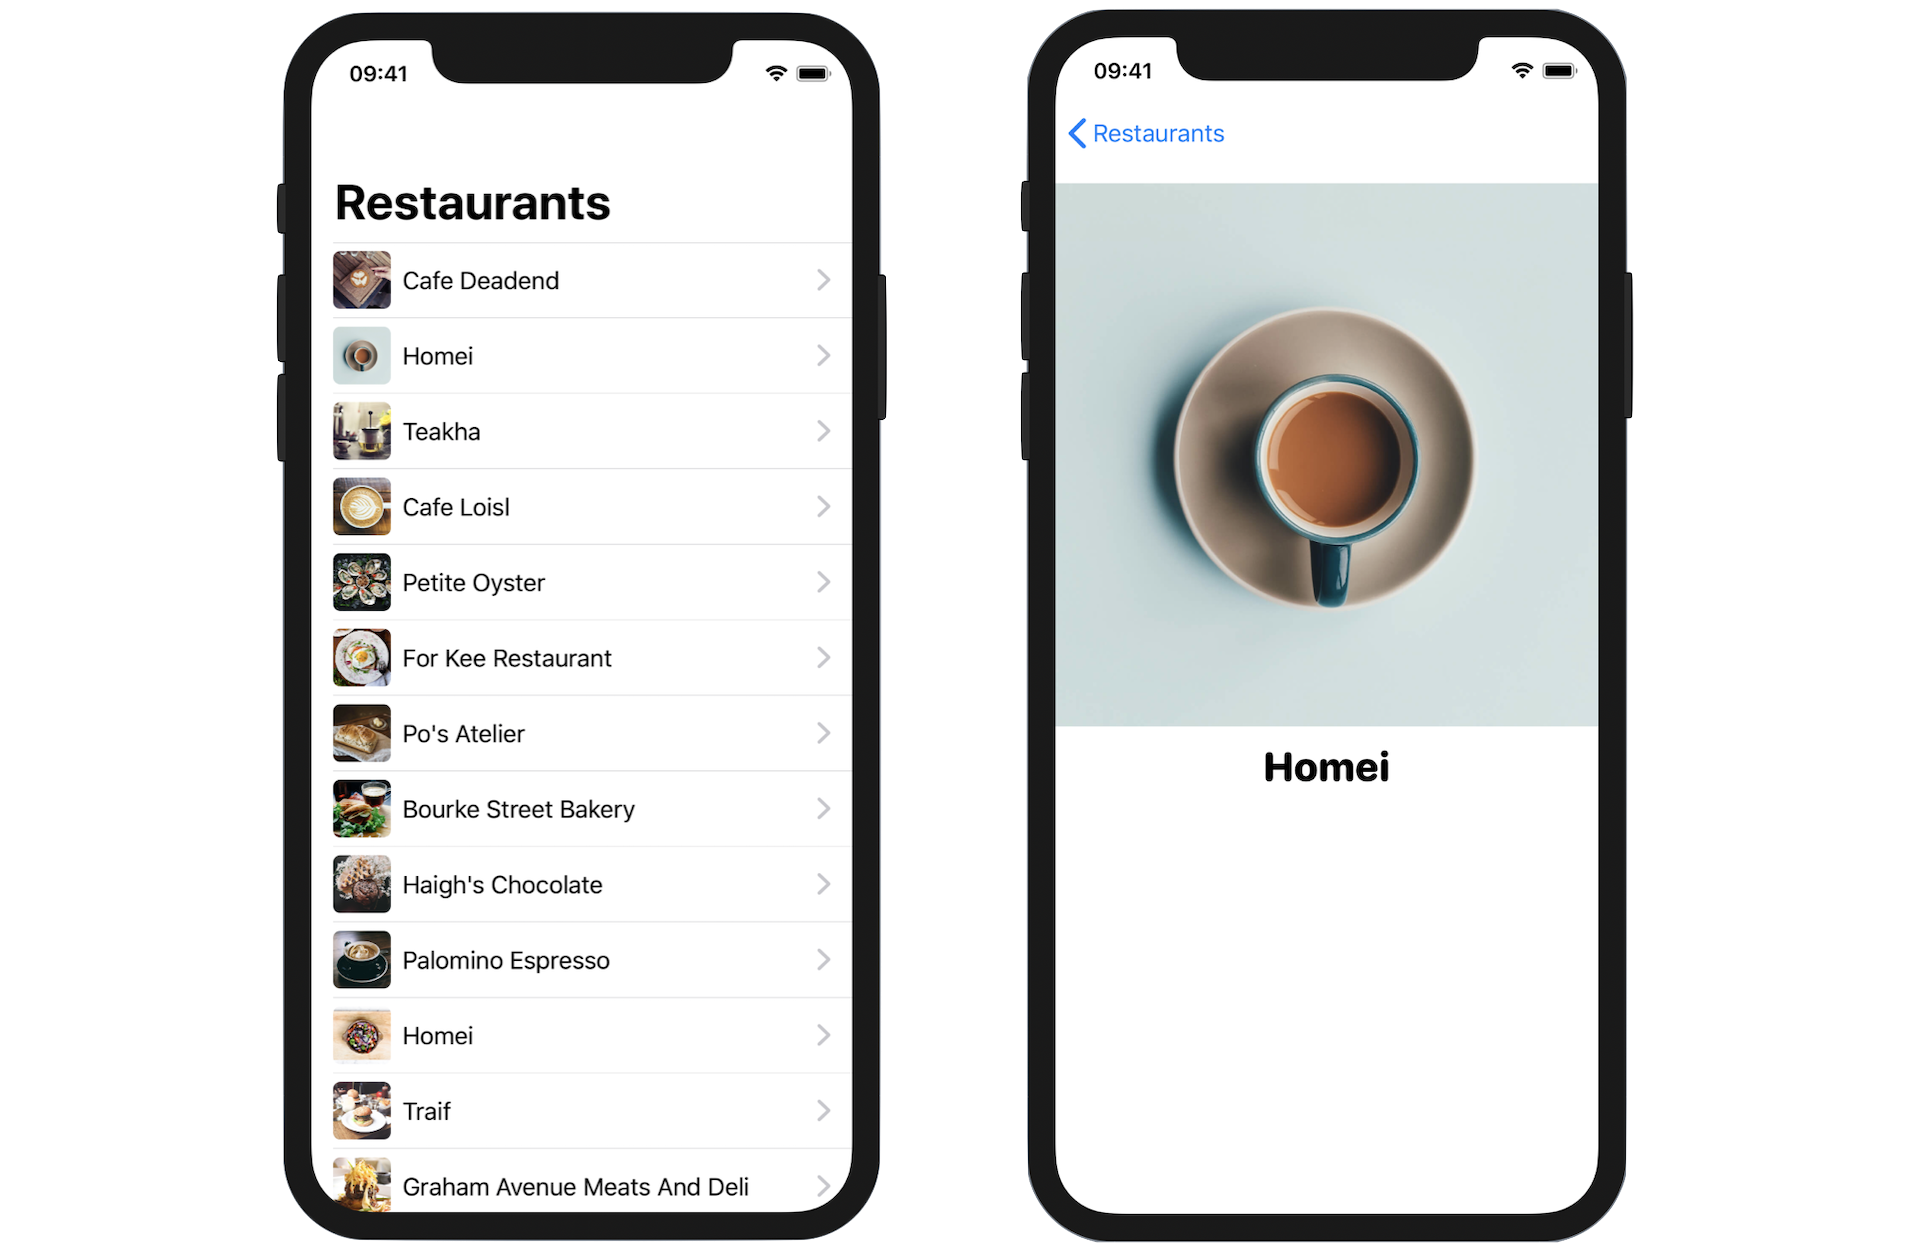 09:41
Restaurants
Cafe Deadend
Homei
Teakha
Cafe Loisl
Petite Oyster
For Kee Restaurant
Po's Atelier
Bourke Street Bakery
Haigh's Chocolate
Palomino Espresso
Homei
Traif
Graham Avenue Meats And Deli
09:41
Restaurants
Homei